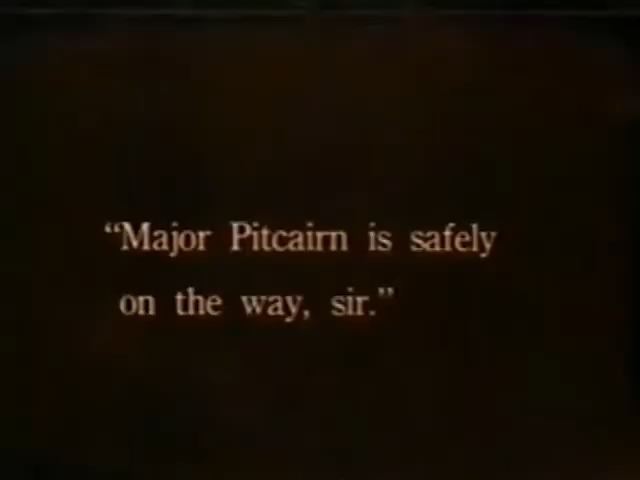 “Major Pitcairn is safely
on the way, sir.”